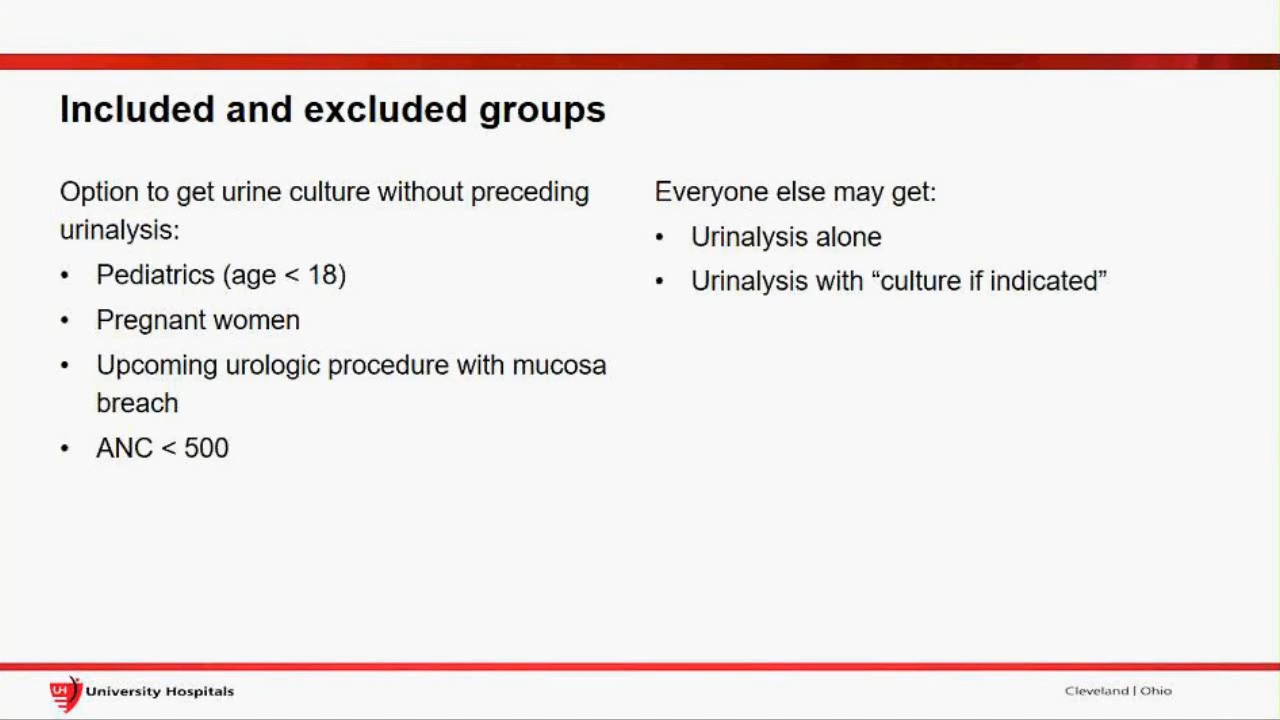 Included and excluded groups
Option to get urine culture without preceding
urinalysis:
• Pediatrics (age < 18)
• Pregnant women
• Upcoming urologic procedure with mucosa
breach
• ANC < 500
Everyone else may get:
• Urinalysis alone
• Urinalysis with “culture if indicated”
UH University Hospitals
Cleveland | Ohio